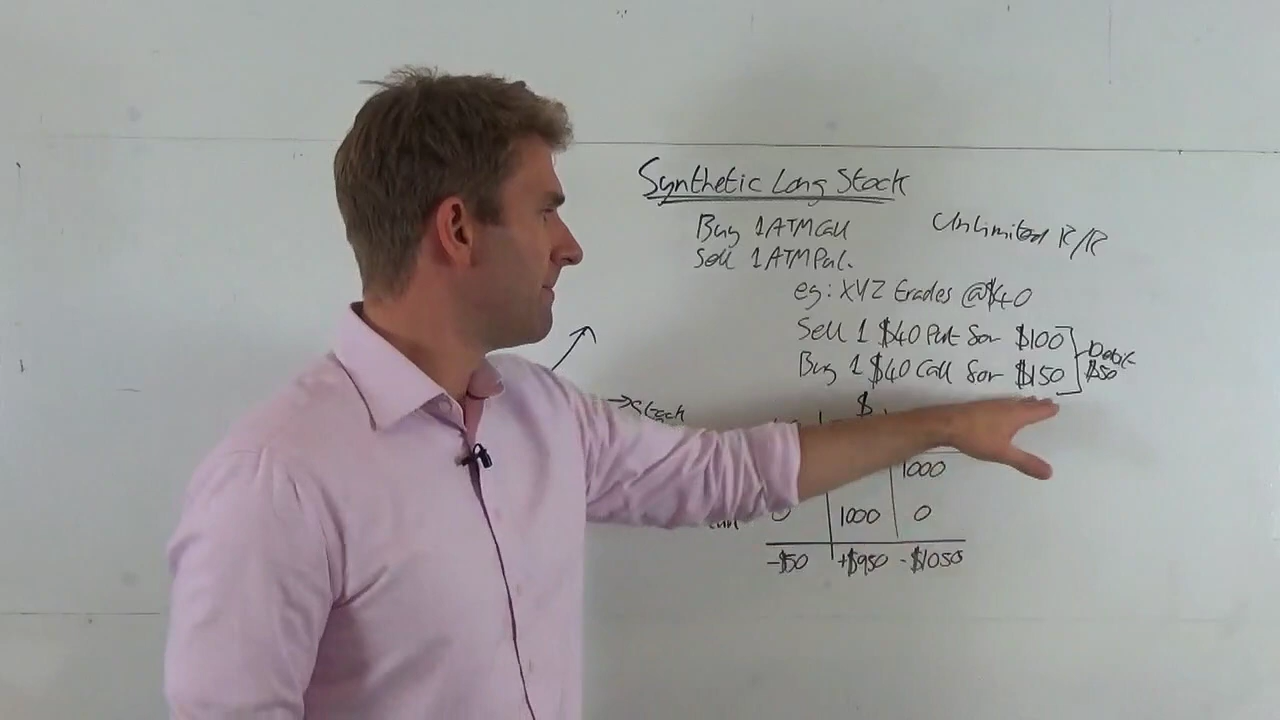 Synthetic Long Stock
Buy 1 ATM Call
Sell 1 ATM Put.
Unlimited R/R
eg: XYZ trades @ $40
Sell 1 $40 Put for $100
Buy 1 $40 Call for $150
Debit
$50
Stock
$
1000
1000 0
-$50 +$950 -$1050